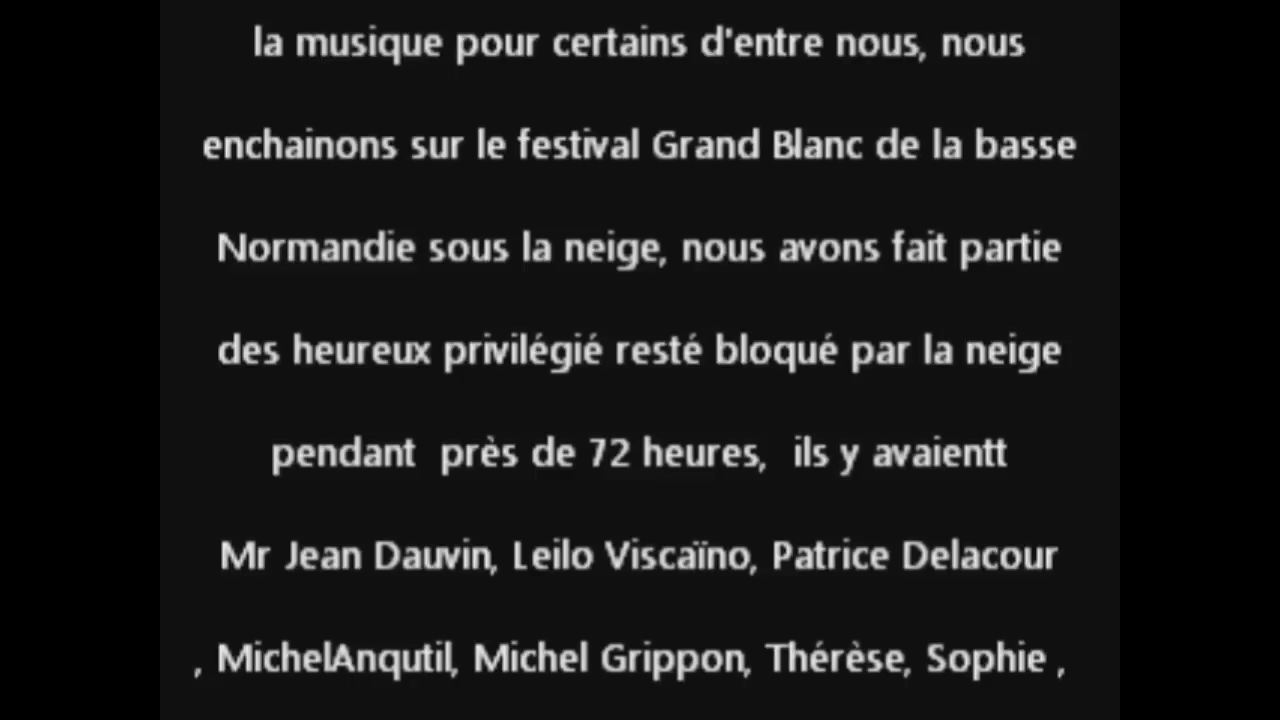 la musique pour certains d'entre nous, nous
enchainons sur le festival Grand Blanc de la basse
Normandie sous la neige, nous avons fait partie
des heureux privilégié resté bloqué par la neige
pendant  près de 72 heures,  ils y avaientt
Mr Jean Dauvin, Leilo Viscaïno, Patrice Delacour
, MichelAnqutil, Michel Grippon, Thérèse, Sophie ,